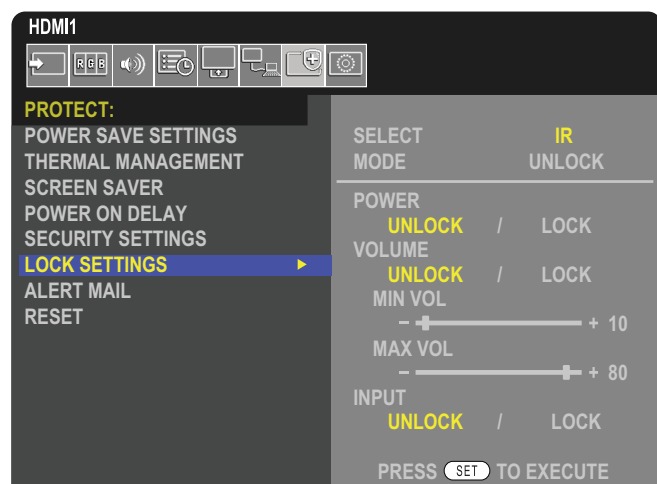 HDMI1
RGB
PROTECT:
POWER SAVE SETTINGS
THERMAL MANAGEMENT
SCREEN SAVER
POWER ON DELAY
SECURITY SETTINGS
LOCK SETTINGS
ALERT MAIL
RESET
SELECT IR
MODE UNLOCK
POWER
UNLOCK / LOCK
VOLUME
UNLOCK / LOCK
MIN VOL
- + 10
MAX VOL
- + 80
INPUT
UNLOCK / LOCK
PRESS SET TO EXECUTE